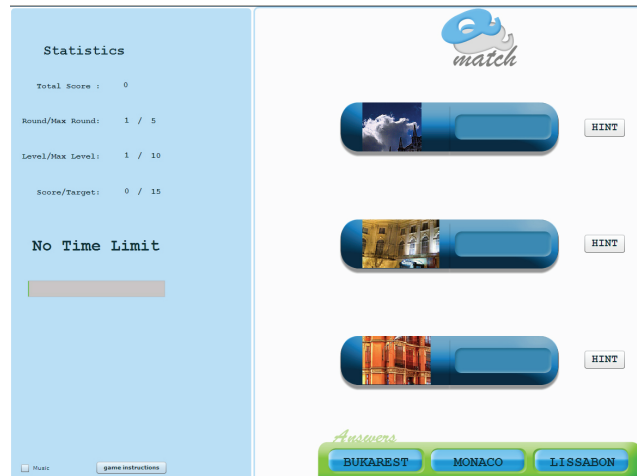 Statistics
Total Score : 0
Round/Max Round: 1 / 5
Level/Max Level: 1 / 10
Score/Target: 0 / 15
No Time Limit
Music
game instructions
match
HINT
HINT
HINT
Answers
BUKAREST MONACO LISSABON